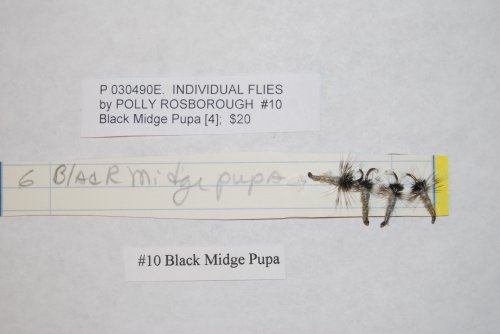 P 030490E. INDIVIDUAL FLIES
by POLLY ROSBOROUGH #10
Black Midge Pupa [4]; $20
6 Black Midge pupa
#10 Black Midge Pupa